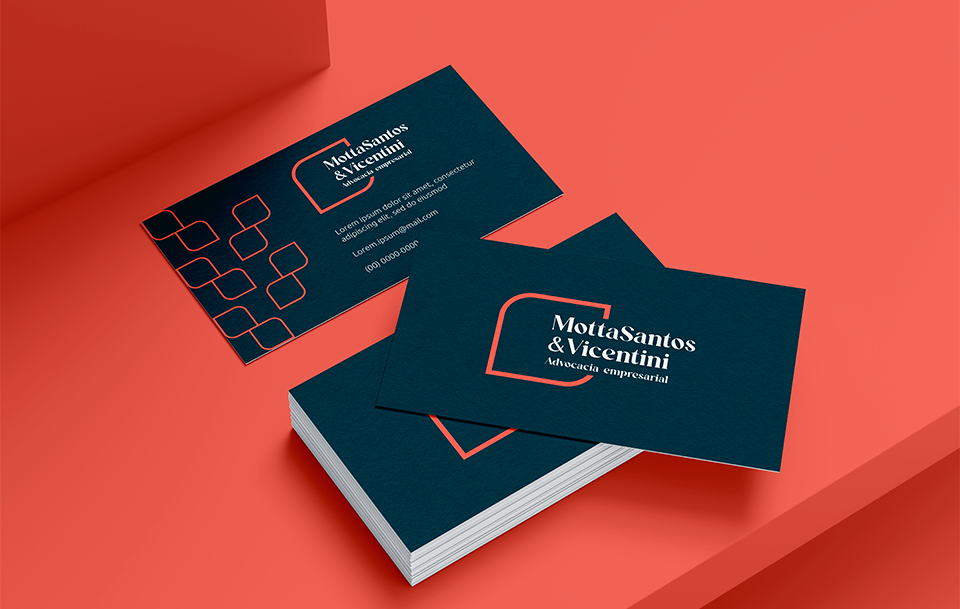 MottaSantos
&Vicentini
Advocacia empresarial
Lorem ipsum dolor sit amet, consectetur
adipiscing elit, sed do eiusmod
Lorem.ipsum@mail.com
(00) 0000-0000
MottaSantos
&Vicentini
Advocacia empresarial